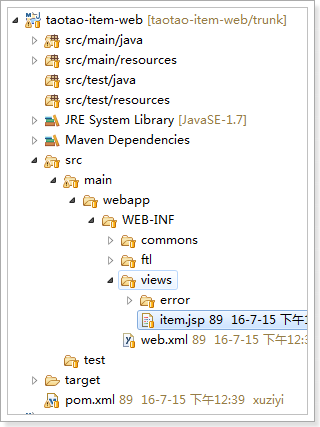 taotao-item-web [taotao-item-web/trunk]
src/main/java
src/main/resources
src/test/java
src/test/resources
JRE System Library [JavaSE-1.7]
Maven Dependencies
src
main
webapp
WEB-INF
commons
ftl
views
error
item.jsp 89 16-7-15 下午1
web.xml 89 16-7-15 下午12:3
test
target
pom.xml 89 16-7-15 下午12:39 xuziyi